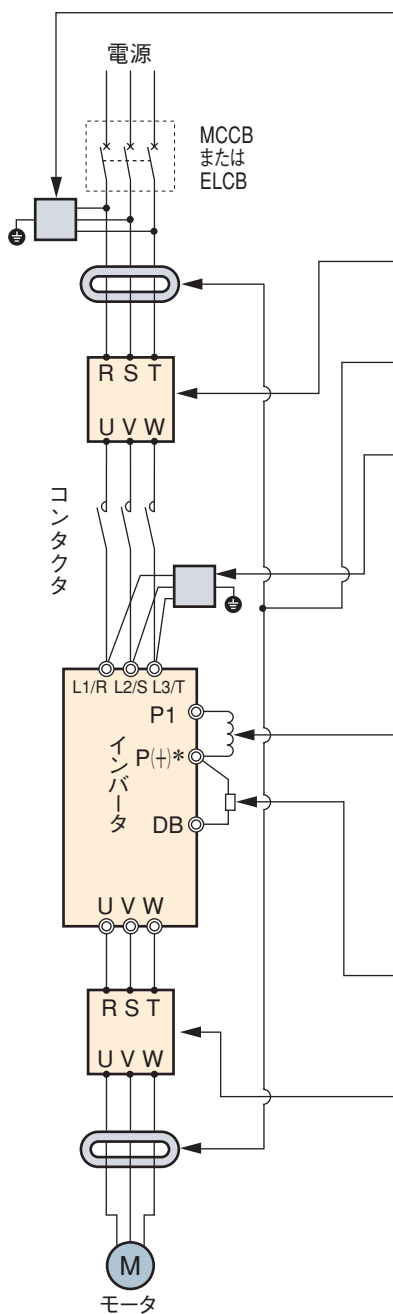 電源
MCCB
または
ELCB
R S T
U V W
コンタクタ
L1/R L2/S L3/T
P1
インバータ
P(+)*
DB
U V W
R S T
U V W
M
モータ